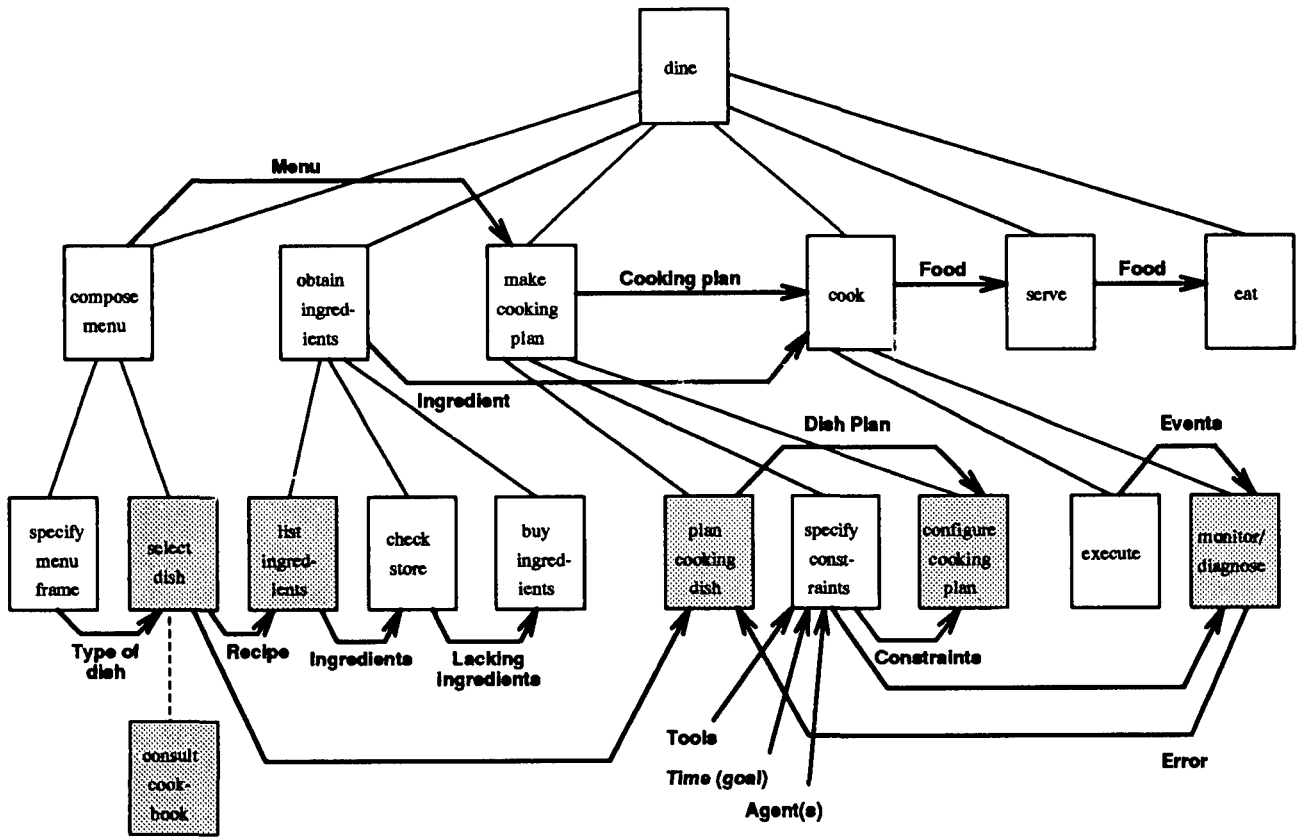 dine
Menu
compose
menu
obtain
ingred-
ients
make
cooking
plan
Cooking plan
cook
Food
serve
Food
eat
Ingredient
Dish Plan
Events
specify
menu
frame
select
dish
list
ingred-
ients
check
store
buy
ingred-
ients
plan
cooking
dish
specify
const-
raints
configure
cooking
plan
execute
monitor/
diagnose
Type of
dish
Recipe
Ingredients
Lacking
ingredients
Constraints
Tools
Time (goal)
Agent(s)
Error
consult
cook-
book